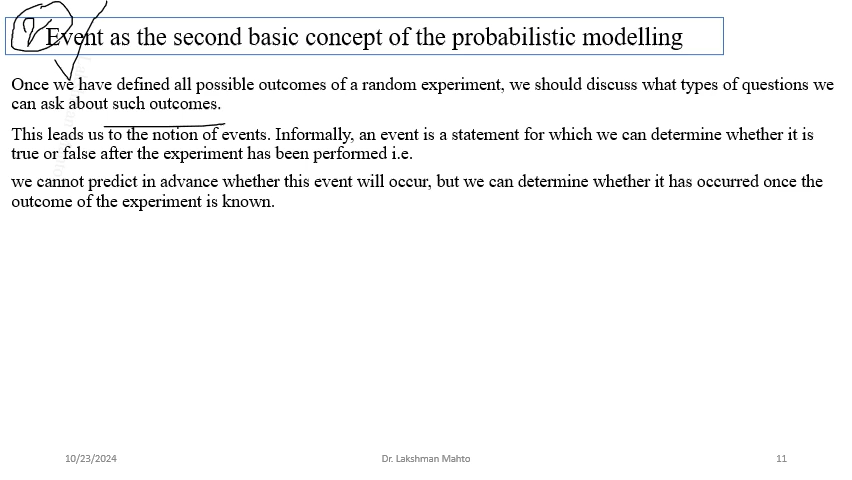 Event as the second basic concept of the probabilistic modelling
Once we have defined all possible outcomes of a random experiment, we should discuss what types of questions we
can ask about such outcomes.
This leads us to the notion of events. Informally, an event is a statement for which we can determine whether it is
true or false after the experiment has been performed i.e.
we cannot predict in advance whether this event will occur, but we can determine whether it has occurred once the
outcome of the experiment is known.
10/23/2024
Dr. Lakshman Mahto
11